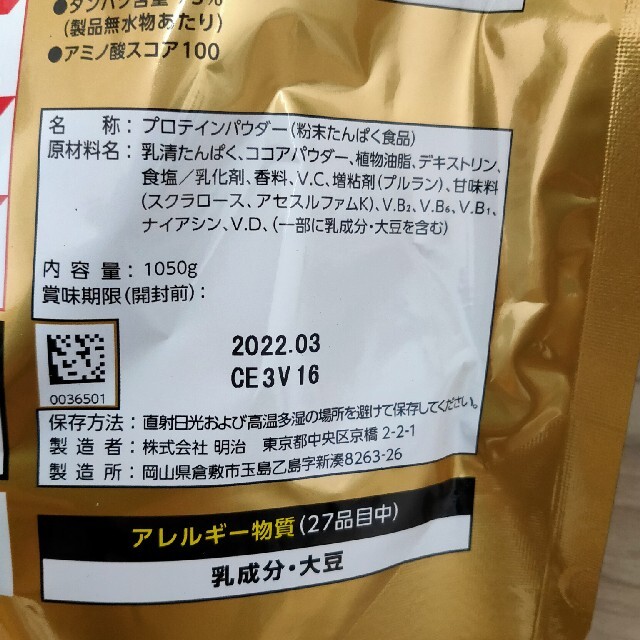 (製品無水物あたり)
●アミノ酸スコア100
名 称：プロテインパウダー(粉末たんぱく食品)
原材料名：乳清たんぱく、ココアパウダー、植物油脂、デキストリン、
食塩／乳化剤、香料、V.C、増粘剤(プルラン)、甘味料
(スクラロース、アセスルファムK)、V.B₂、V.B₆、V.B₁、
ナイアシン、V.D、(一部に乳成分・大豆を含む)
内 容 量：1050g
賞味期限(開封前)：
2022.03
CE3V16
0036501
保存方法：直射日光および高温多湿の場所を避けて保存してください。
製 造 者：株式会社 明治 東京都中央区京橋 2-2-1
製 造 所：岡山県倉敷市玉島乙島字新湊8263-26
アレルギー物質(27品目中)
乳成分・大豆